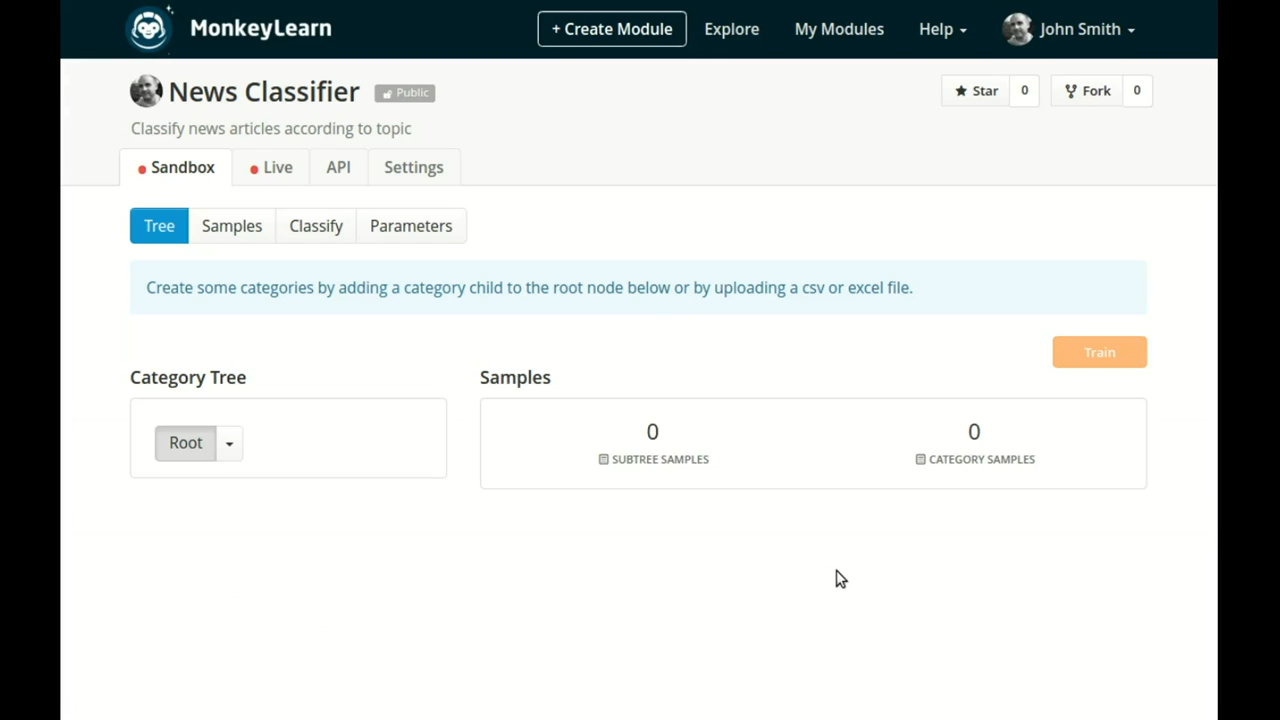 MonkeyLearn
+ Create Module
Explore
My Modules
Help
John Smith
News Classifier
Public
Star
0
Fork
0
Classify news articles according to topic
Sandbox
Live
API
Settings
Tree
Samples
Classify
Parameters
Create some categories by adding a category child to the root node below or by uploading a csv or excel file.
Train
Category Tree
Samples
Root
0
SUBTREE SAMPLES
0
CATEGORY SAMPLES